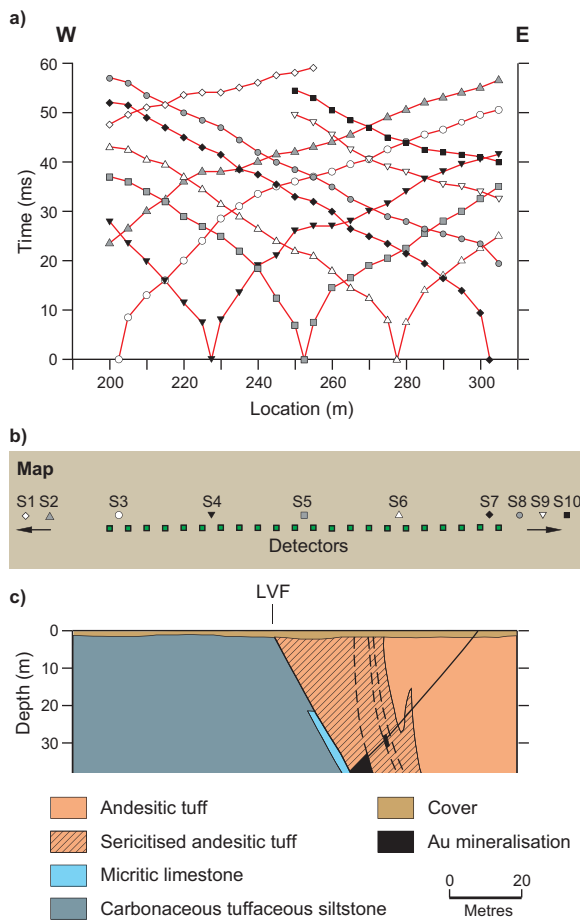 a)
W
E
60
50
40
30
20
10
0
Time (ms)
200
220
240
260
280
300
Location (m)
b)
Map
S1 S2 S3 S4 S5 S6 S7 S8 S9 S10
Detectors
c)
LVF
0
10
20
30
Depth (m)
Andesitic tuff
Cover
Sericitised andesitic tuff
Au mineralisation
Micritic limestone
Carbonaceous tuffaceous siltstone
0 20
Metres